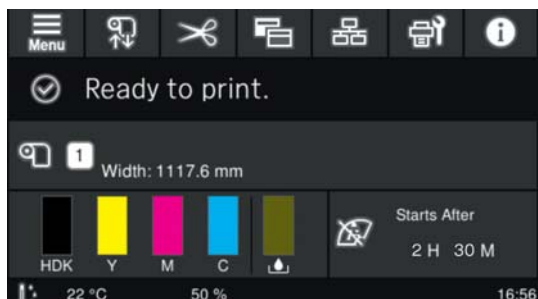 Menu
Ready to print.
1
Width: 1117.6 mm
HDK Y M C
Starts After
2 H 30 M
22 °C 50 % 16:56